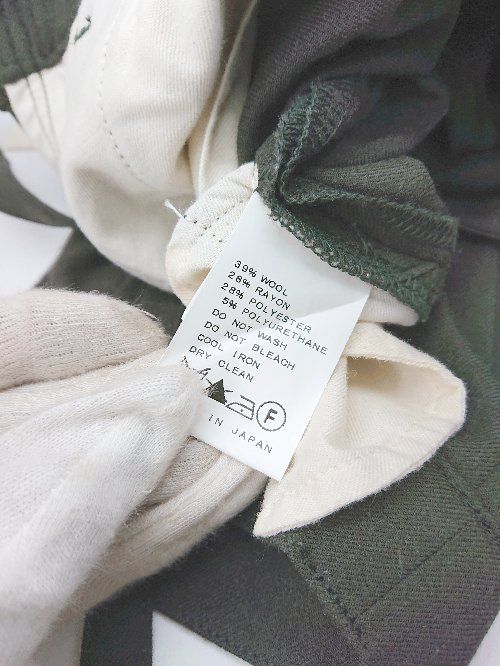 39% WOOL
28% RAYON
28% POLYESTER
5% POLYURETHANE
DO NOT WASH
DO NOT BLEACH
COOL IRON
DRY CLEAN
F
IN JAPAN